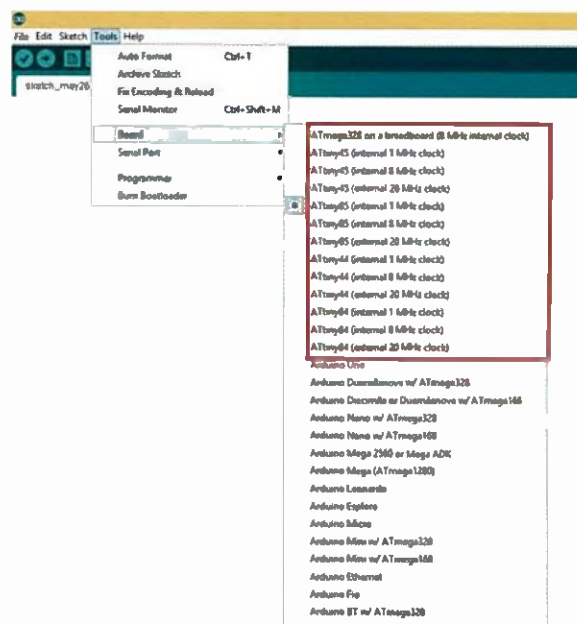 File Edit Sketch Tools Help
sketch_may26
Auto Format Ctrl+T
Archive Sketch
Fix Encoding & Reload
Serial Monitor Ctrl+Shift+M
Board
Serial Port
Programmer
Burn Bootloader
ATmega328 on a breadboard (8 MHz internal clock)
ATtiny45 (internal 1 MHz clock)
ATtiny45 (internal 8 MHz clock)
ATtiny45 (external 20 MHz clock)
ATtiny85 (internal 1 MHz clock)
ATtiny85 (internal 8 MHz clock)
ATtiny85 (external 20 MHz clock)
ATtiny44 (internal 1 MHz clock)
ATtiny44 (internal 8 MHz clock)
ATtiny44 (external 20 MHz clock)
ATtiny84 (internal 1 MHz clock)
ATtiny84 (internal 8 MHz clock)
ATtiny84 (external 20 MHz clock)
Arduino Uno
Arduino Duemilanove w/ ATmega328
Arduino Diecimila or Duemilanove w/ ATmega168
Arduino Nano w/ ATmega328
Arduino Nano w/ ATmega168
Arduino Mega 2560 or Mega ADK
Arduino Mega (ATmega1280)
Arduino Leonardo
Arduino Esplora
Arduino Micro
Arduino Mini w/ ATmega328
Arduino Mini w/ ATmega168
Arduino Ethernet
Arduino Fio
Arduino BT w/ ATmega328